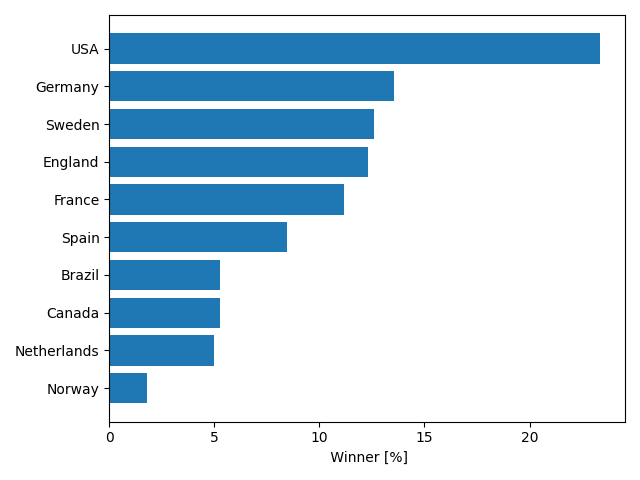 USA
Germany
Sweden
England
France
Spain
Brazil
Canada
Netherlands
Norway
0 5 10 15 20
Winner [%]